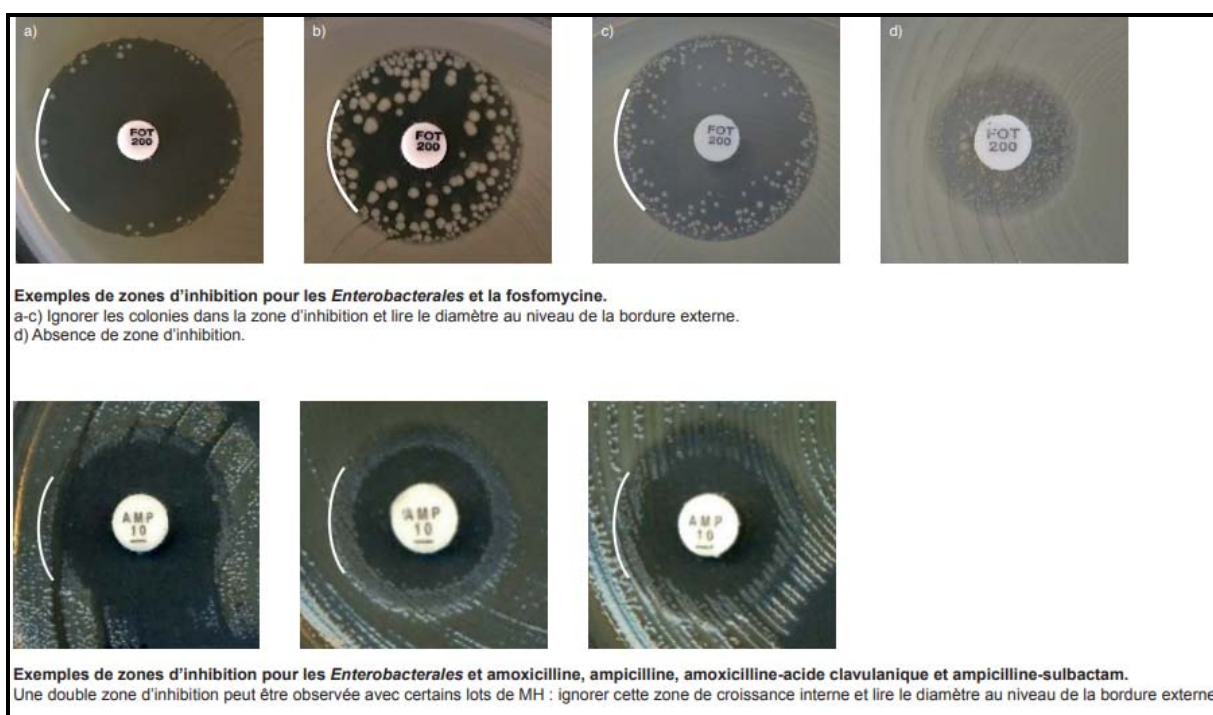 a)
b)
c)
d)
FOT
200
FOT
200
FOT
200
FOT
200
Exemples de zones d'inhibition pour les Enterobacterales et la fosfomycine.
a-c) Ignorer les colonies dans la zone d'inhibition et lire le diamètre au niveau de la bordure externe.
d) Absence de zone d'inhibition.
AMP
10
AMP
10
AMP
10
Exemples de zones d'inhibition pour les Enterobacterales et amoxicilline, ampicilline, amoxicilline-acide clavulanique et ampicilline-sulbactam.
Une double zone d'inhibition peut être observée avec certains lots de MH : ignorer cette zone de croissance interne et lire le diamètre au niveau de la bordure externe